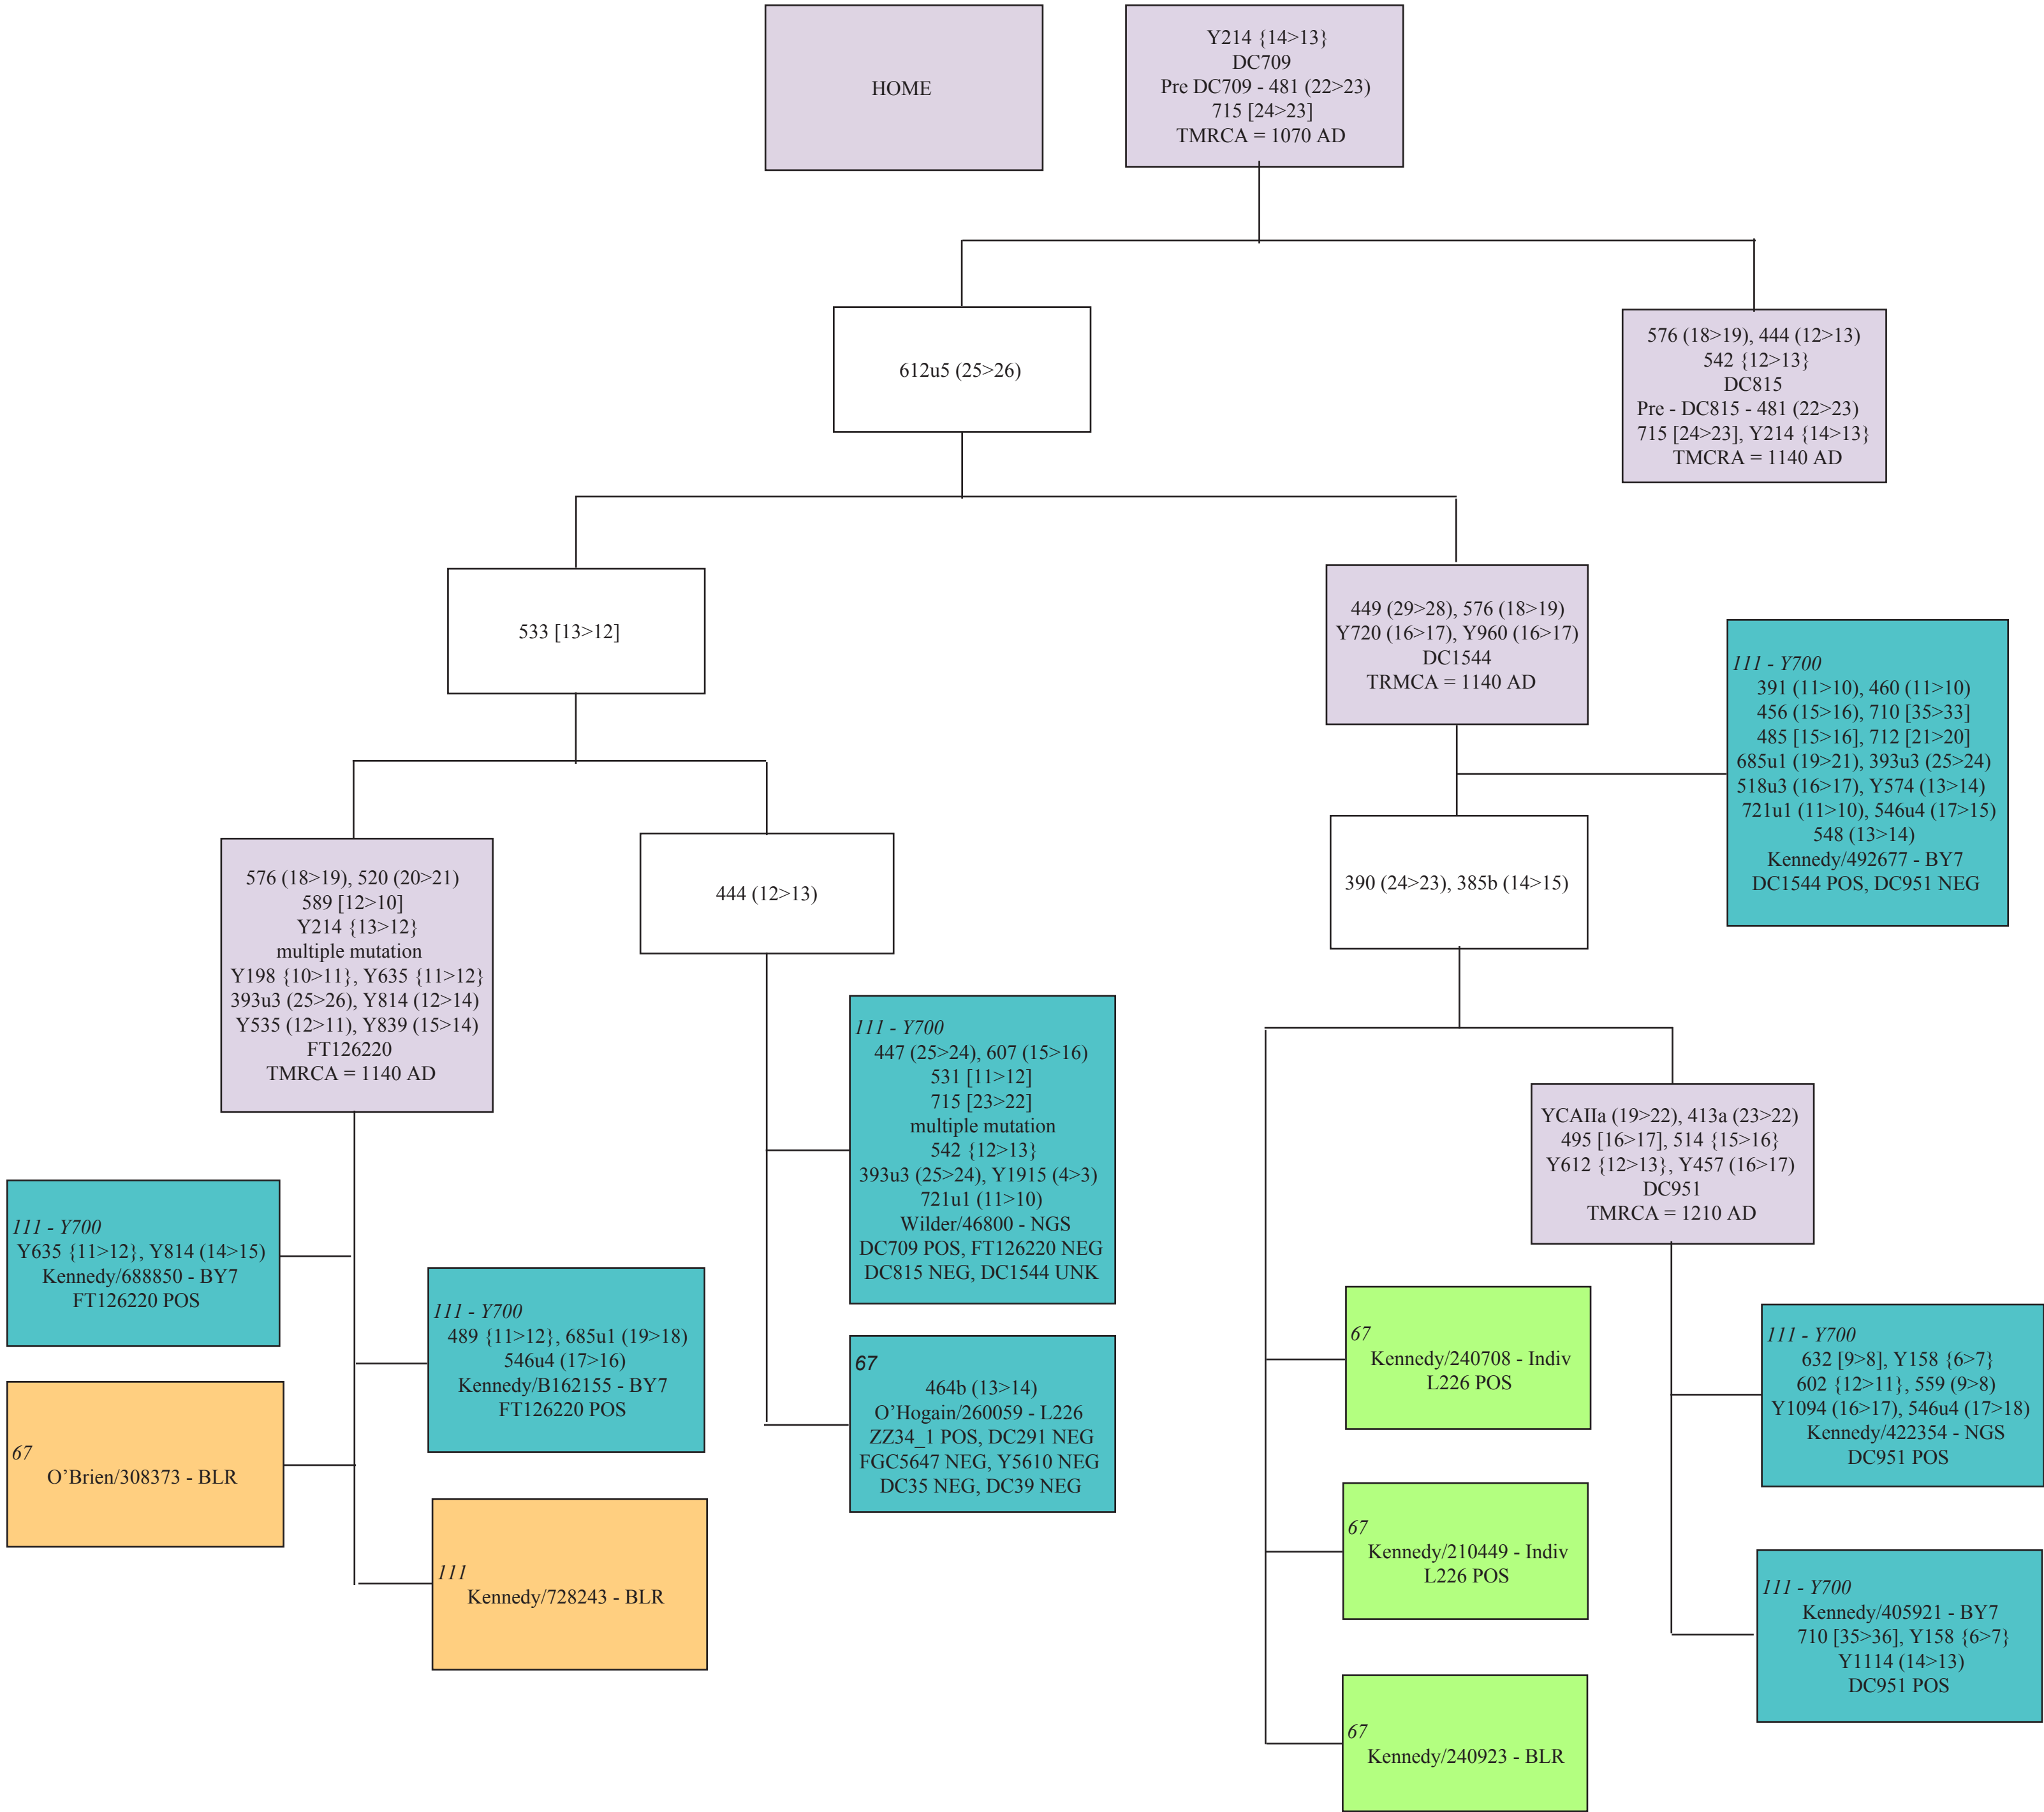 HOME
Y214 {14>13}
DC709
Pre DC709 - 481 (22>23)
715 [24>23]
TMRCA = 1070 AD
612u5 (25>26)
576 (18>19), 444 (12>13)
542 {12>13}
DC815
Pre - DC815 - 481 (22>23)
715 [24>23], Y214 {14>13}
TMCRA = 1140 AD
533 [13>12]
449 (29>28), 576 (18>19)
Y720 (16>17), Y960 (16>17)
DC1544
TRMCA = 1140 AD
111 - Y700
391 (11>10), 460 (11>10)
456 (15>16), 710 [35>33]
485 [15>16], 712 [21>20]
685u1 (19>21), 393u3 (25>24)
518u3 (16>17), Y574 (13>14)
721u1 (11>10), 546u4 (17>15)
548 (13>14)
Kennedy/492677 - BY7
DC1544 POS, DC951 NEG
576 (18>19), 520 (20>21)
589 [12>10]
Y214 {13>12}
multiple mutation
Y198 {10>11}, Y635 {11>12}
393u3 (25>26), Y814 (12>14)
Y535 (12>11), Y839 (15>14)
FT126220
TMRCA = 1140 AD
444 (12>13)
390 (24>23), 385b (14>15)
111 - Y700
447 (25>24), 607 (15>16)
531 [11>12]
715 [23>22]
multiple mutation
542 {12>13}
393u3 (25>24), Y1915 (4>3)
721u1 (11>10)
Wilder/46800 - NGS
DC709 POS, FT126220 NEG
DC815 NEG, DC1544 UNK
YCAIIa (19>22), 413a (23>22)
495 [16>17], 514 {15>16}
Y612 {12>13}, Y457 (16>17)
DC951
TMRCA = 1210 AD
111 - Y700
Y635 {11>12}, Y814 (14>15)
Kennedy/688850 - BY7
FT126220 POS
111 - Y700
489 {11>12}, 685u1 (19>18)
546u4 (17>16)
Kennedy/B162155 - BY7
FT126220 POS
67
464b (13>14)
O’Hogain/260059 - L226
ZZ34_1 POS, DC291 NEG
FGC5647 NEG, Y5610 NEG
DC35 NEG, DC39 NEG
67
Kennedy/240708 - Indiv
L226 POS
111 - Y700
632 [9>8], Y158 {6>7}
602 {12>11}, 559 (9>8)
Y1094 (16>17), 546u4 (17>18)
Kennedy/422354 - NGS
DC951 POS
67
O’Brien/308373 - BLR
111
Kennedy/728243 - BLR
67
Kennedy/210449 - Indiv
L226 POS
111 - Y700
Kennedy/405921 - BY7
710 [35>36], Y158 {6>7}
Y1114 (14>13)
DC951 POS
67
Kennedy/240923 - BLR